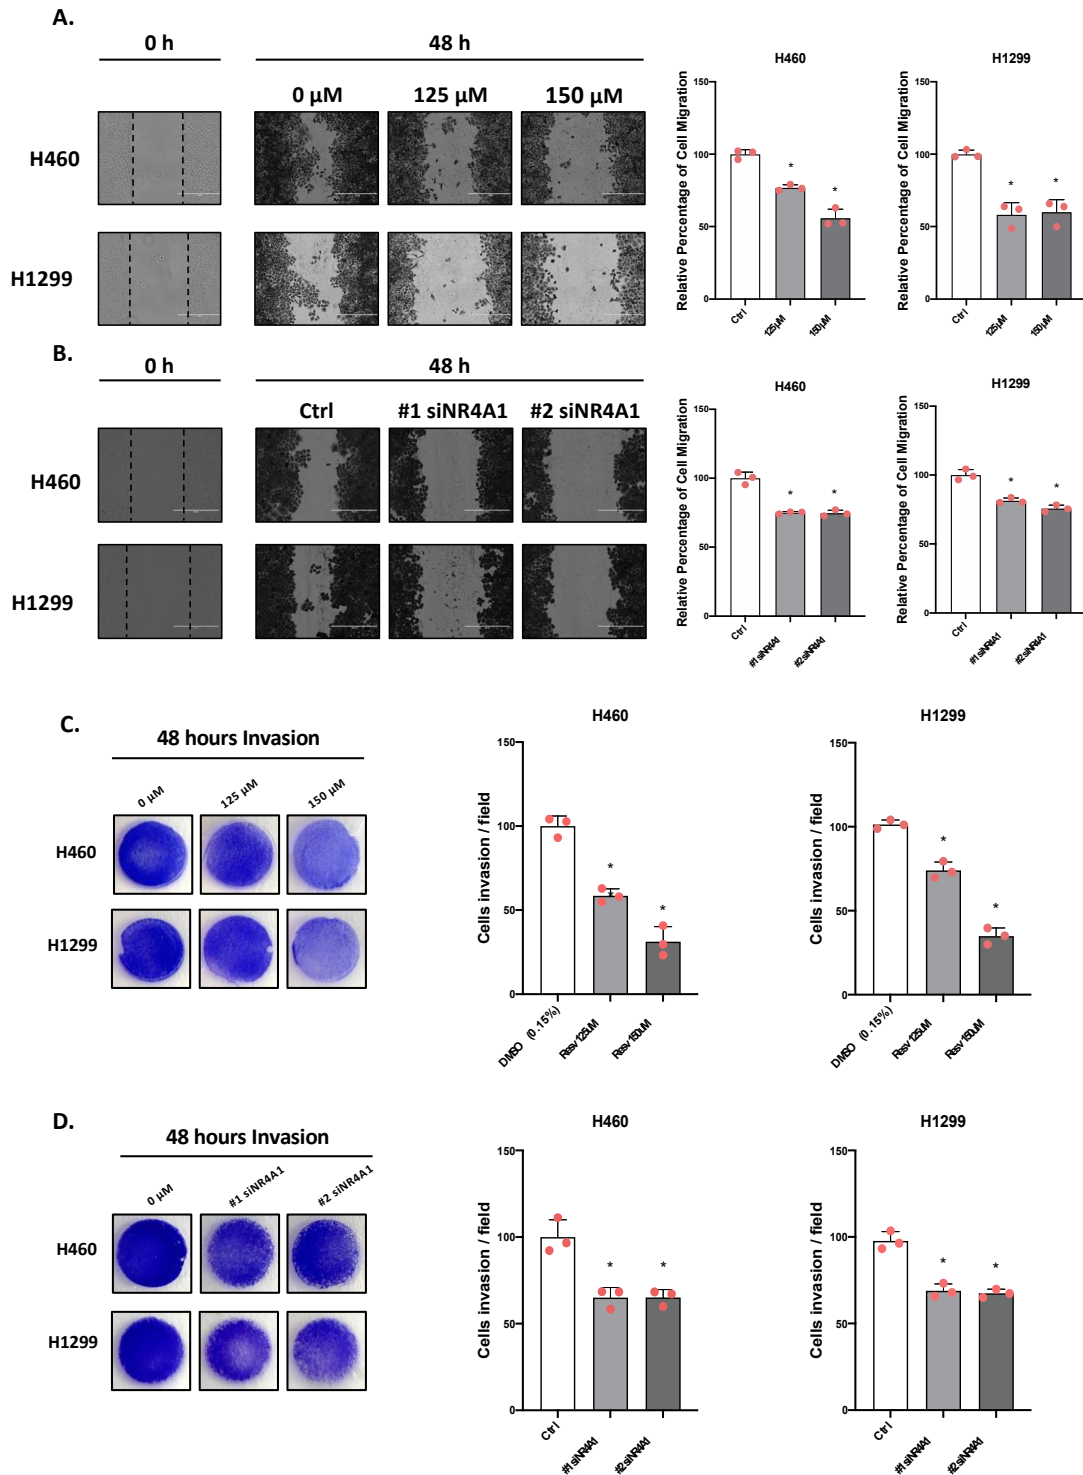 A.
0 h
48 h
0 μM 125 μM 150 μM
H460
H1299
H460
Relative Percentage of Cell Migration
150
100
50
0
Ctrl
125μM
150μM
H1299
Relative Percentage of Cell Migration
150
100
50
0
Ctrl
125μM
150μM
B.
0 h
48 h
Ctrl #1 siNR4A1 #2 siNR4A1
H460
H1299
H460
Relative Percentage of Cell Migration
150
100
50
0
Ctrl
#1 siNR4A1
#2 siNR4A1
H1299
Relative Percentage of Cell Migration
150
100
50
0
Ctrl
#1 siNR4A1
#2 siNR4A1
C.
48 hours Invasion
0 μM 125 μM 150 μM
H460
H1299
H460
Cells invasion / field
150
100
50
0
DMSO (0.15%)
Resv 125uM
Resv 150uM
H1299
Cells invasion / field
150
100
50
0
DMSO (0.15%)
Resv 125uM
Resv 150uM
D.
48 hours Invasion
0 μM #1 siNR4A1 #2 siNR4A1
H460
H1299
H460
Cells invasion / field
150
100
50
0
Ctrl
#1 siNR4A1
#2 siNR4A1
H1299
Cells invasion / field
150
100
50
0
Ctrl
#1 siNR4A1
#2 siNR4A1